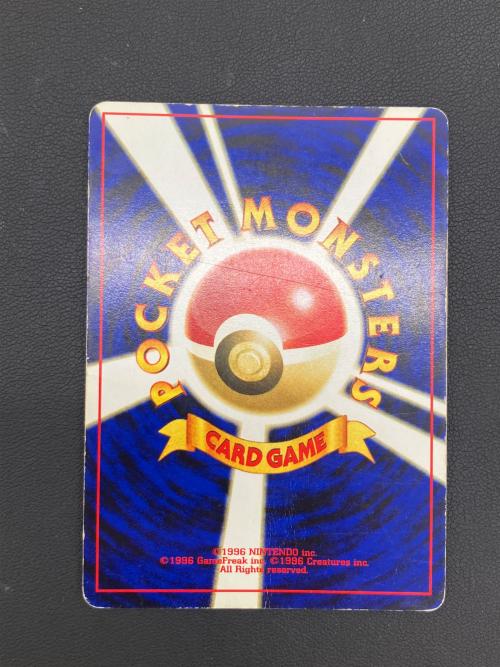 POCKET MONSTERS
CARD GAME
©1996 NINTENDO inc.
©1996 GameFreak inc. ©1996 Creatures inc.
All Rights reserved.